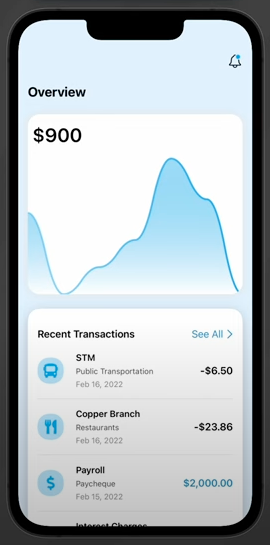 Overview
$900
Recent Transactions See All
STM
Public Transportation -$6.50
Feb 16, 2022
Copper Branch
Restaurants -$23.86
Feb 16, 2022
Payroll
Paycheque $2,000.00
Feb 15, 2022
Interest Charges